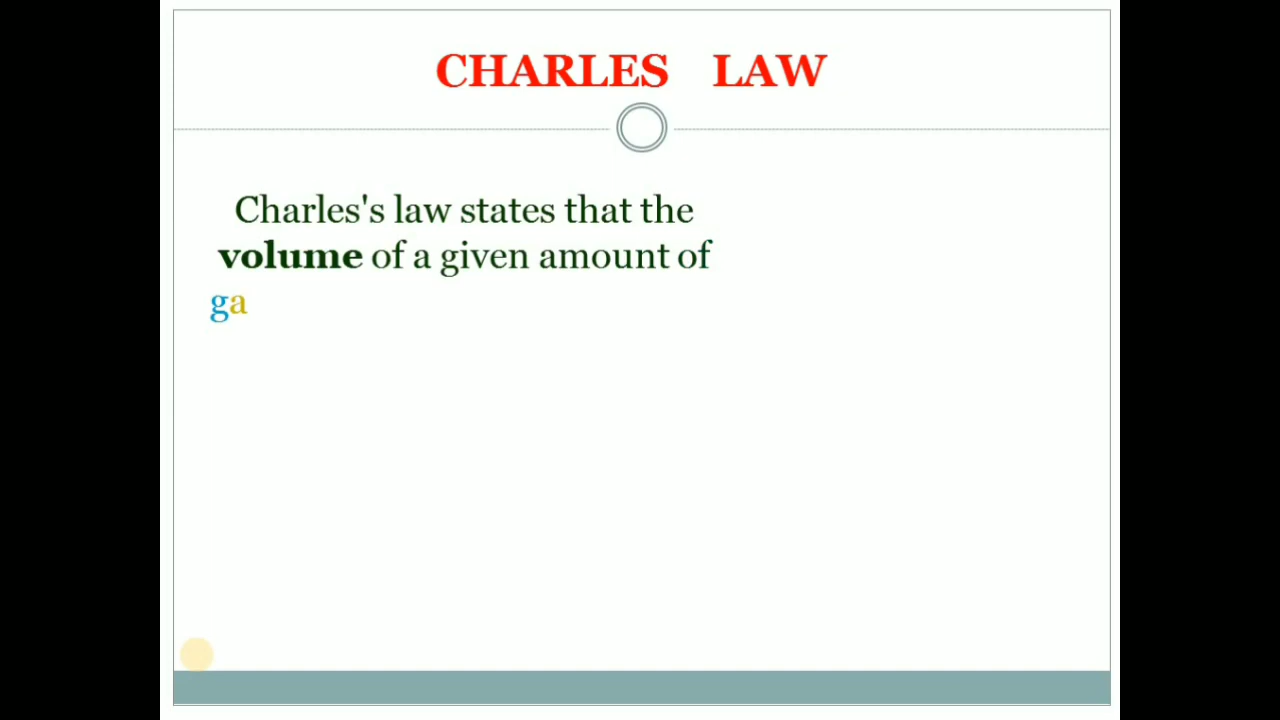 CHARLES LAW
Charles's law states that the
volume of a given amount of
ga